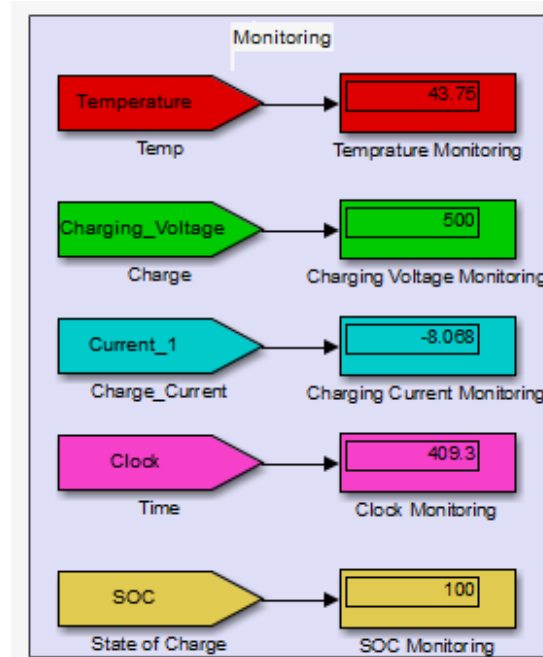 Monitoring
Temperature
43.75
Temp
Temprature Monitoring
Charging_Voltage
500
Charge
Charging Voltage Monitoring
Current_1
-8.068
Charge_Current
Charging Current Monitoring
Clock
409.3
Time
Clock Monitoring
SOC
100
State of Charge
SOC Monitoring